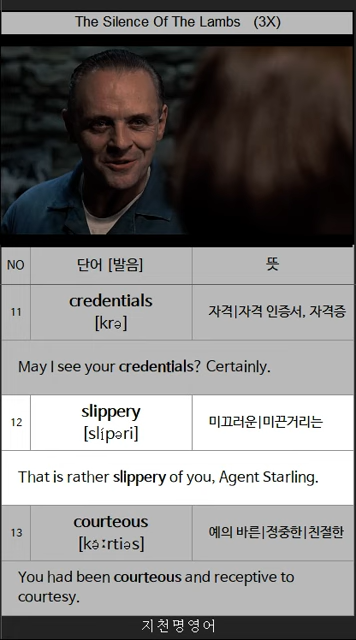 The Silence Of The Lambs (3X)
NO 단어 [발음] 뜻
11 credentials [krə] 자격|자격 인증서, 자격증
May I see your credentials? Certainly.
12 slippery [slípəri] 미끄러운|미끈거리는
That is rather slippery of you, Agent Starling.
13 courteous [kə́ːrtiəs] 예의 바른|정중한|친절한
You had been courteous and receptive to
courtesy.
지천명영어